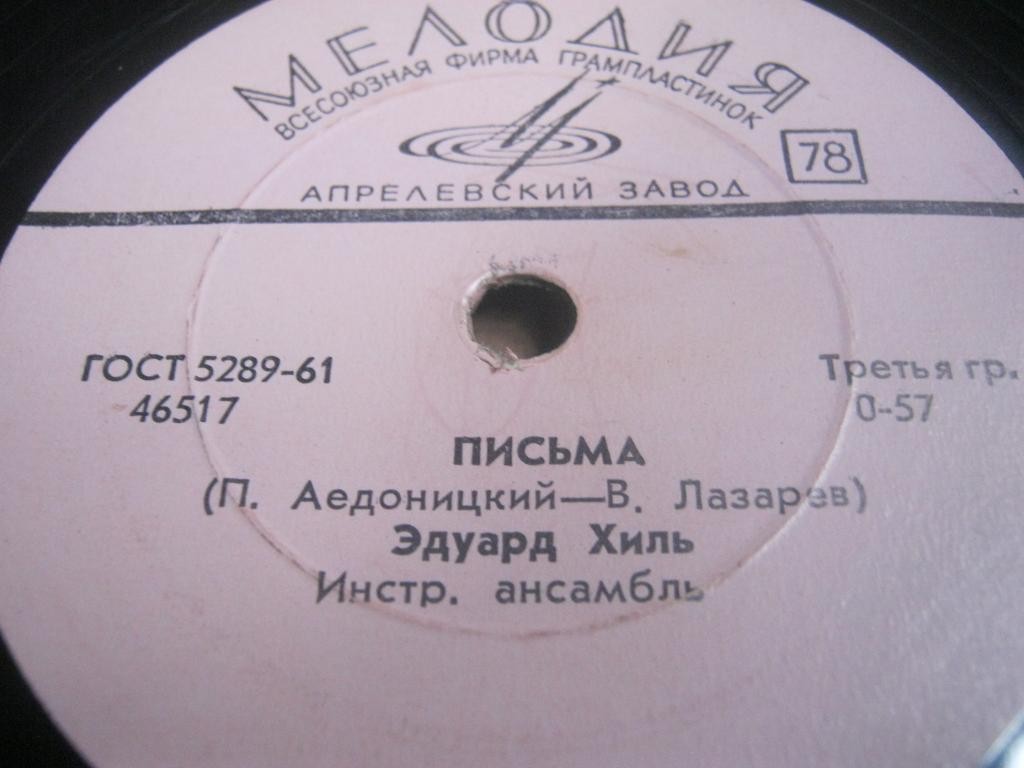 МЕЛОДИЯ
ВСЕСОЮЗНАЯ ФИРМА ГРАМПЛАСТИНОК
78
АПРЕЛЕВСКИЙ ЗАВОД
ГОСТ 5289-61
Третья гр.
46517
0-57
ПИСЬМА
(П. Аедоницкий—В. Лазарев)
Эдуард Хиль
Инстр. ансамбль